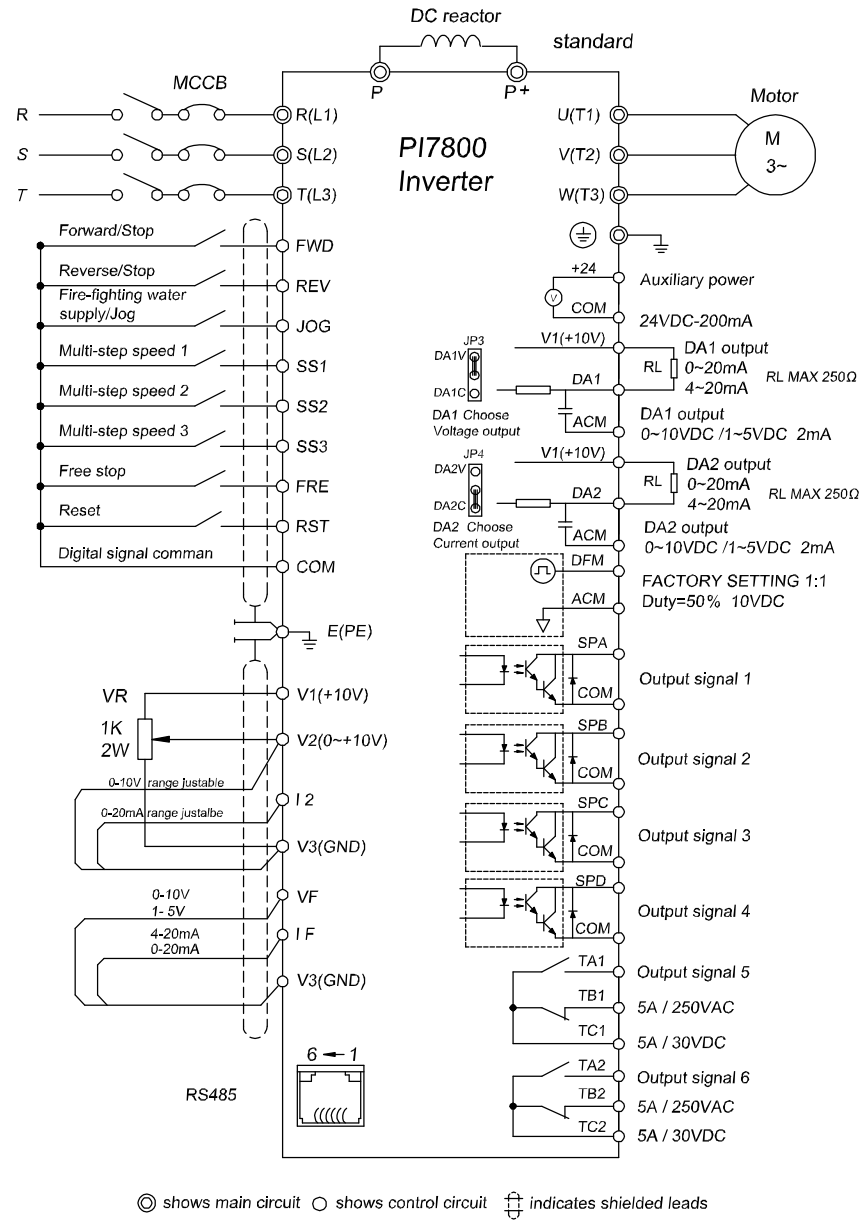 DC reactor
standard
MCCB
P
P+
Motor
R
R(L1)
U(T1)
M
S
S(L2)
PI7800
V(T2)
3~
Inverter
T
T(L3)
W(T3)
Forward/Stop
FWD
Reverse/Stop
REV
Fire-fighting water
supply/Jog
JOG
Multi-step speed 1
SS1
Multi-step speed 2
SS2
Multi-step speed 3
SS3
Free stop
FRE
Reset
RST
Digital signal comman
COM
E(PE)
+24
Auxiliary power
V
COM
24VDC-200mA
V1(+10V)
JP3
DA1V
DA1C
DA1 Choose
Voltage output
DA1
ACM
RL
DA1 output
0~20mA
4~20mA
RL MAX 250Ω
DA1 output
0~10VDC /1~5VDC 2mA
V1(+10V)
JP4
DA2V
DA2C
DA2 Choose
Current output
DA2
ACM
RL
DA2 output
0~20mA
4~20mA
RL MAX 250Ω
DA2 output
0~10VDC /1~5VDC 2mA
DFM
ACM
FACTORY SETTING 1:1
Duty=50% 10VDC
SPA
COM
Output signal 1
SPB
COM
Output signal 2
SPC
COM
Output signal 3
SPD
COM
Output signal 4
VR
1K
2W
V1(+10V)
V2(0~+10V)
0-10V range justable
I 2
0-20mA range justalbe
V3(GND)
0-10V
1- 5V
VF
4-20mA
0-20mA
I F
V3(GND)
TA1
Output signal 5
TB1
5A / 250VAC
TC1
5A / 30VDC
TA2
Output signal 6
TB2
5A / 250VAC
TC2
5A / 30VDC
6 ← 1
RS485
shows main circuit
shows control circuit
indicates shielded leads